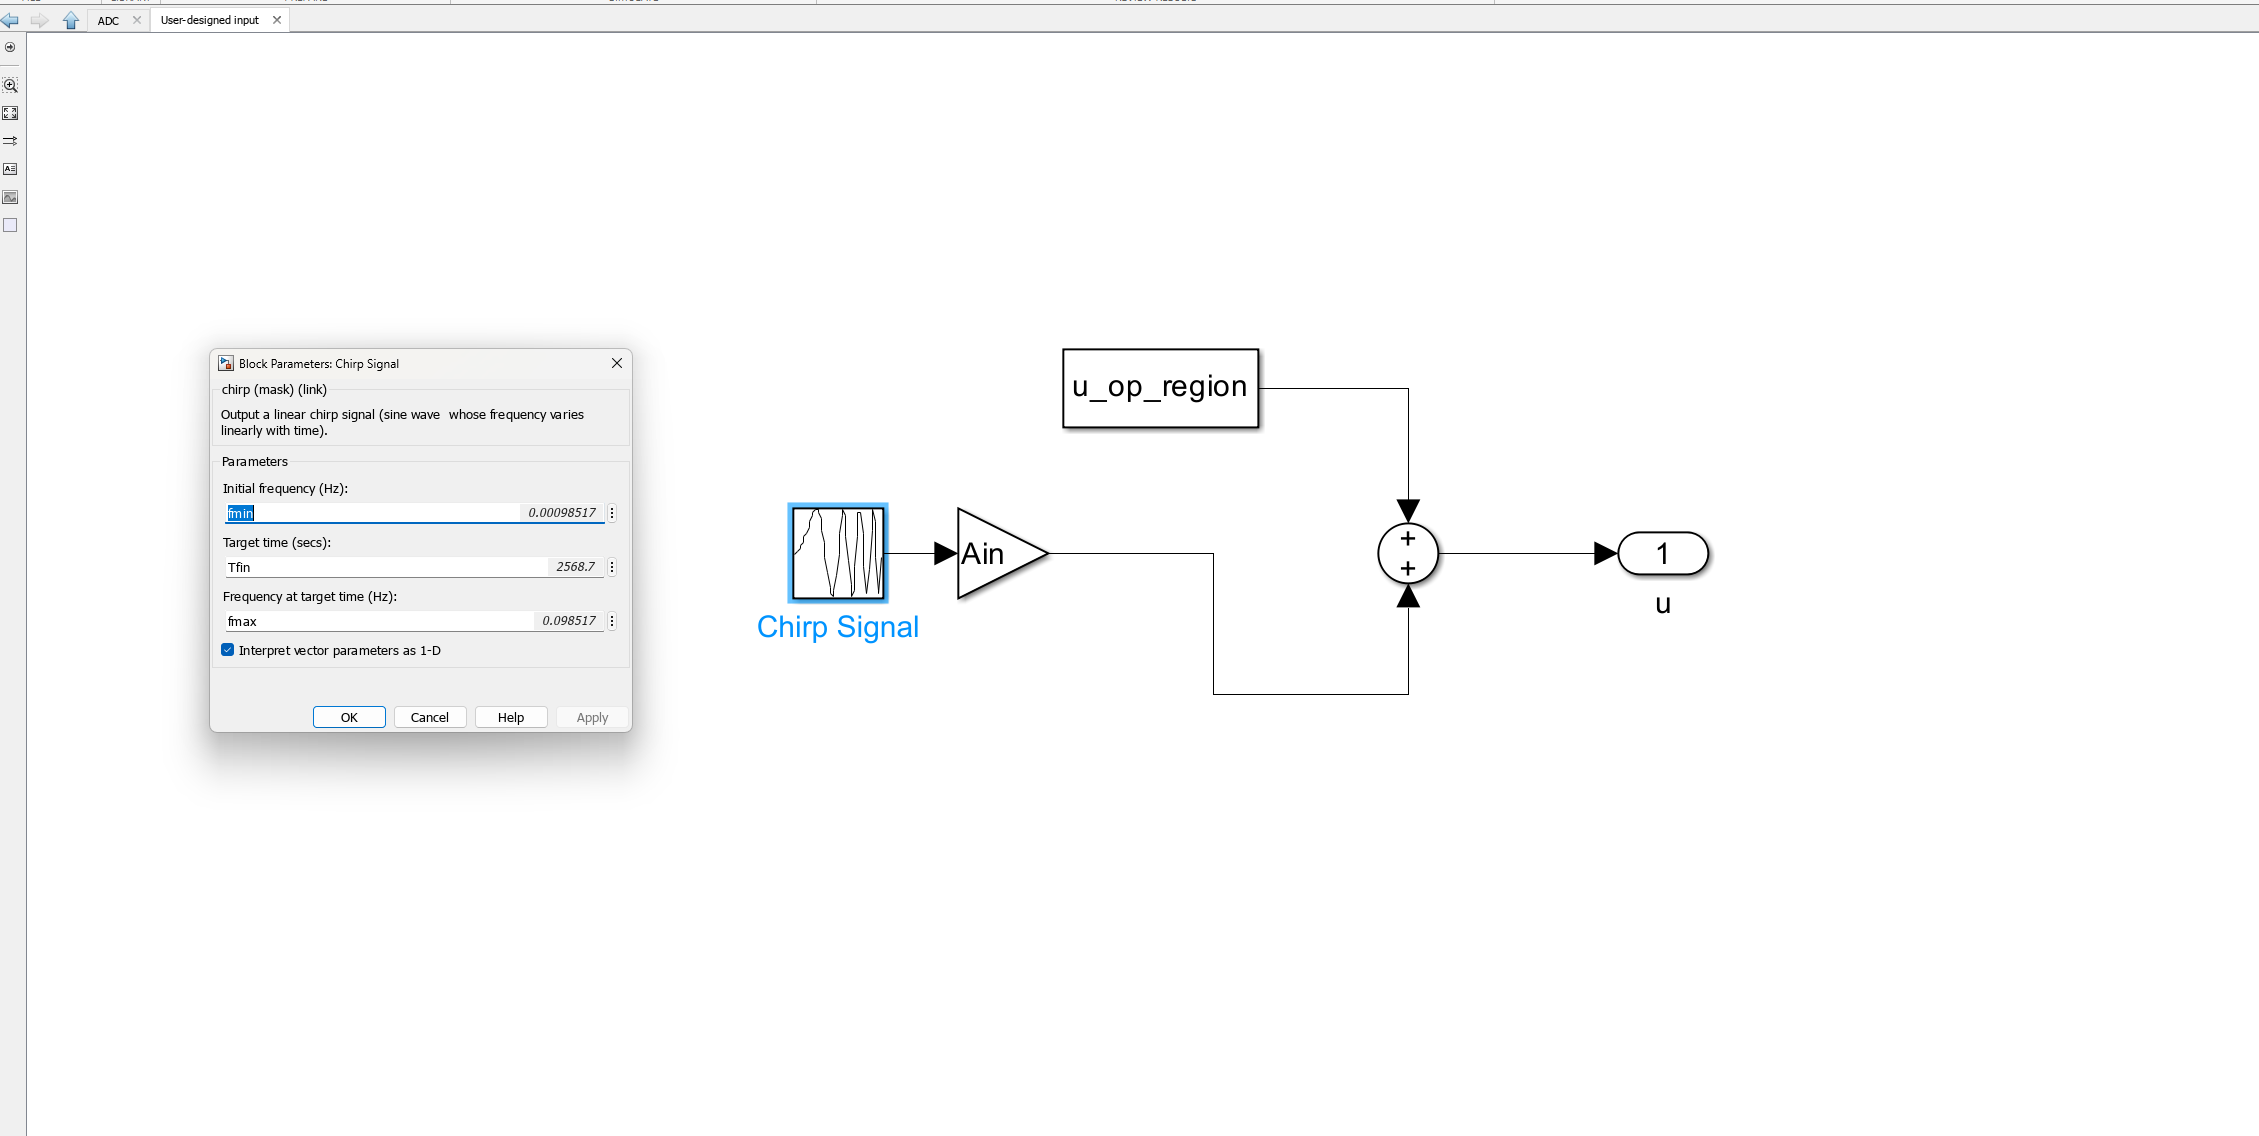 ADC
User-designed input
Block Parameters: Chirp Signal
chirp (mask) (link)
Output a linear chirp signal (sine wave  whose frequency varies
linearly with time).
Parameters
Initial frequency (Hz):
fmin 0.00098517
Target time (secs):
Tfin 2568.7
Frequency at target time (Hz):
fmax 0.098517
Interpret vector parameters as 1-D
OK Cancel Help Apply
u_op_region
Ain
Chirp Signal
+
+
1
u